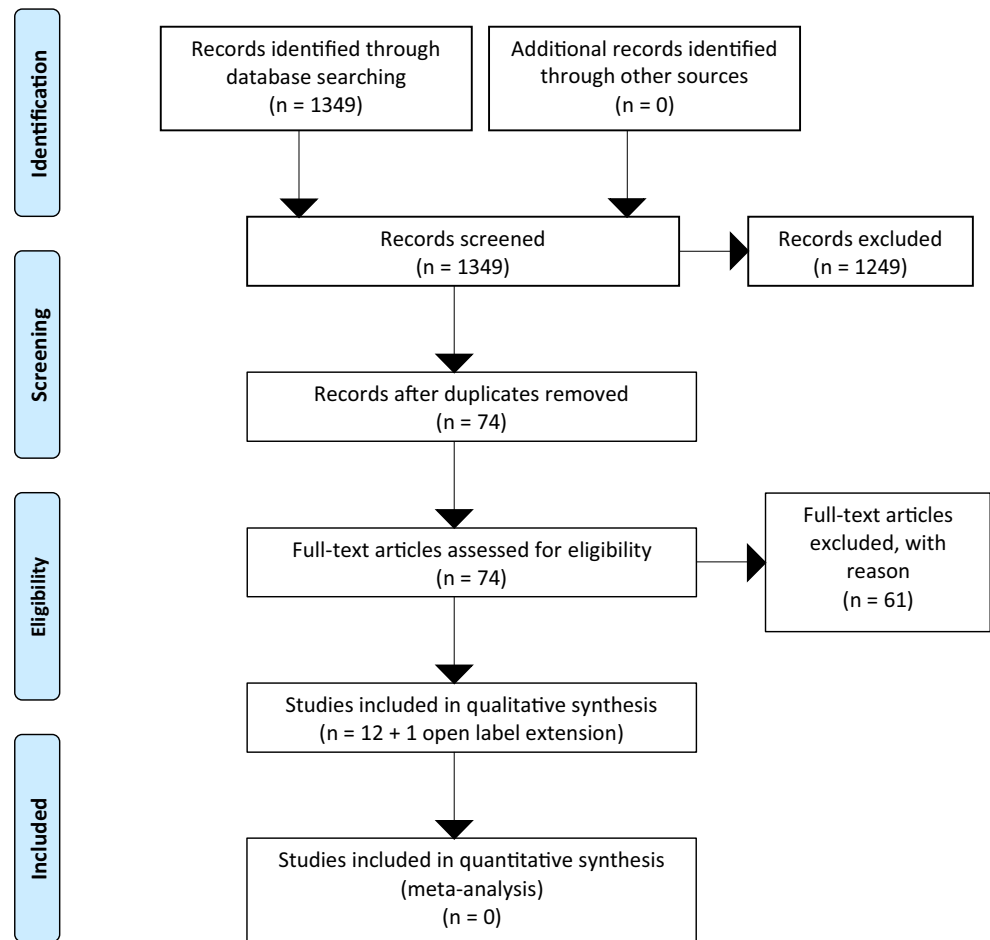 Identification
Records identified through
database searching
(n = 1349)
Additional records identified
through other sources
(n = 0)
Screening
Records screened
(n = 1349)
Records excluded
(n = 1249)
Records after duplicates removed
(n = 74)
Eligibility
Full-text articles assessed for eligibility
(n = 74)
Full-text articles
excluded, with
reason
(n = 61)
Included
Studies included in qualitative synthesis
(n = 12 + 1 open label extension)
Studies included in quantitative synthesis
(meta-analysis)
(n = 0)